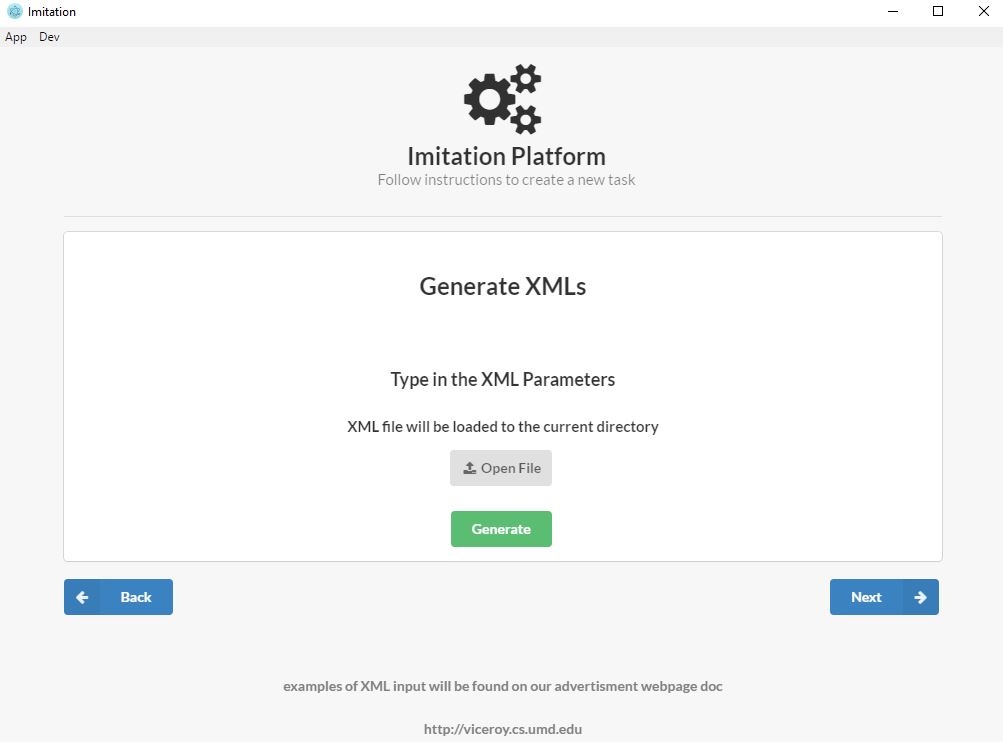 Imitation
App Dev
Imitation Platform
Follow instructions to create a new task
Generate XMLs
Type in the XML Parameters
XML file will be loaded to the current directory
Open File
Generate
Back
Next
examples of XML input will be found on our advertisment webpage doc
http://viceroy.cs.umd.edu